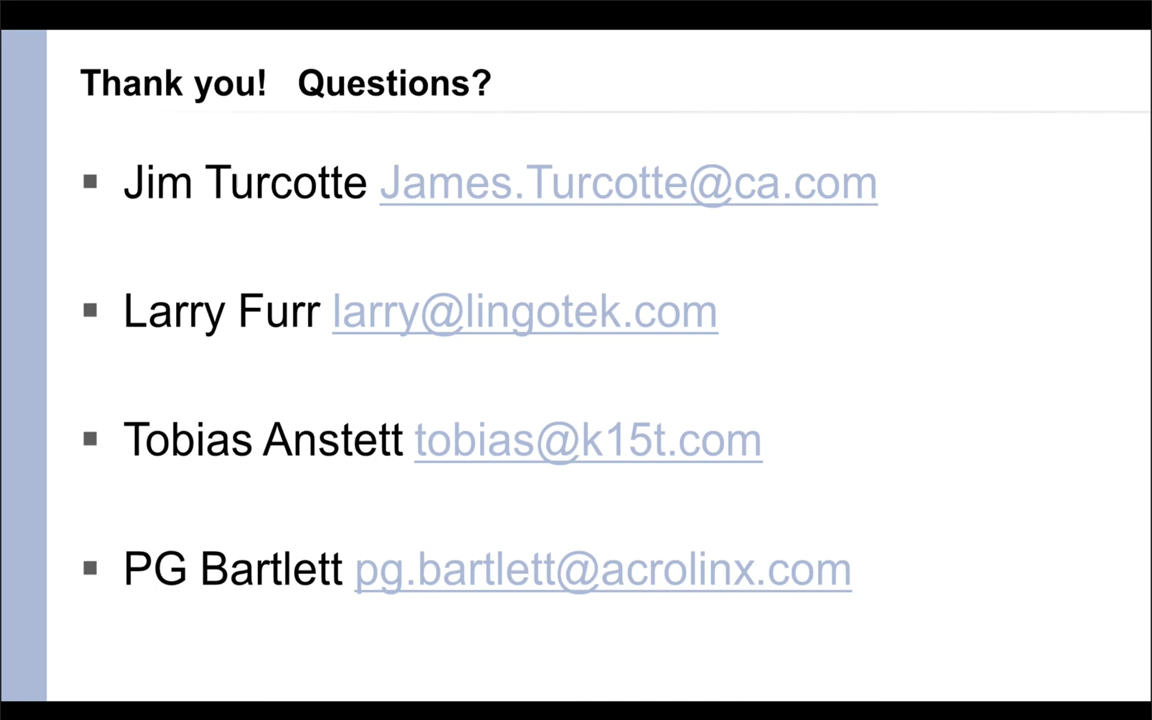 Thank you! Questions?
Jim Turcotte James.Turcotte@ca.com
Larry Furr larry@lingotek.com
Tobias Anstett tobias@k15t.com
PG Bartlett pg.bartlett@acrolinx.com